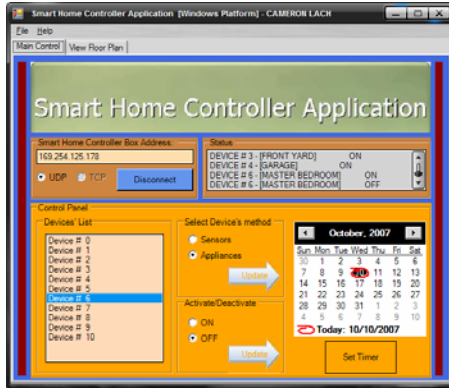 Smart Home Controller Application [Windows Platform] - CAMERON LACH
File Help
Main Control View Floor Plan
Smart Home Controller Application
Smart Home Controller Box Address:
169.254.125.178
UDP TCP Disconnect
Status
DEVICE # 3 - [FRONT YARD] ON
DEVICE # 4 - [GARAGE] ON
DEVICE # 6 - [MASTER BEDROOM] ON
DEVICE # 6 - [MASTER BEDROOM] OFF
Control Panel
Devices' List
Device # 0
Device # 1
Device # 2
Device # 3
Device # 4
Device # 5
Device # 6
Device # 7
Device # 8
Device # 9
Device # 10
Select Device's method
Sensors
Appliances
Update
Activate/Deactivate
ON
OFF
Update
October, 2007
Sun Mon Tue Wed Thu Fri Sat
30 1 2 3 4 5 6
7 8 9 10 11 12 13
14 15 16 17 18 19 20
21 22 23 24 25 26 27
28 29 30 31 1 2 3
4 5 6 7 8 9 10
Today: 10/10/2007
Set Timer